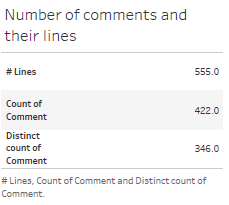 Number of comments and
their lines
# Lines 555.0
Count of
Comment 422.0
Distinct
count of
Comment 346.0
# Lines, Count of Comment and Distinct count of
Comment.